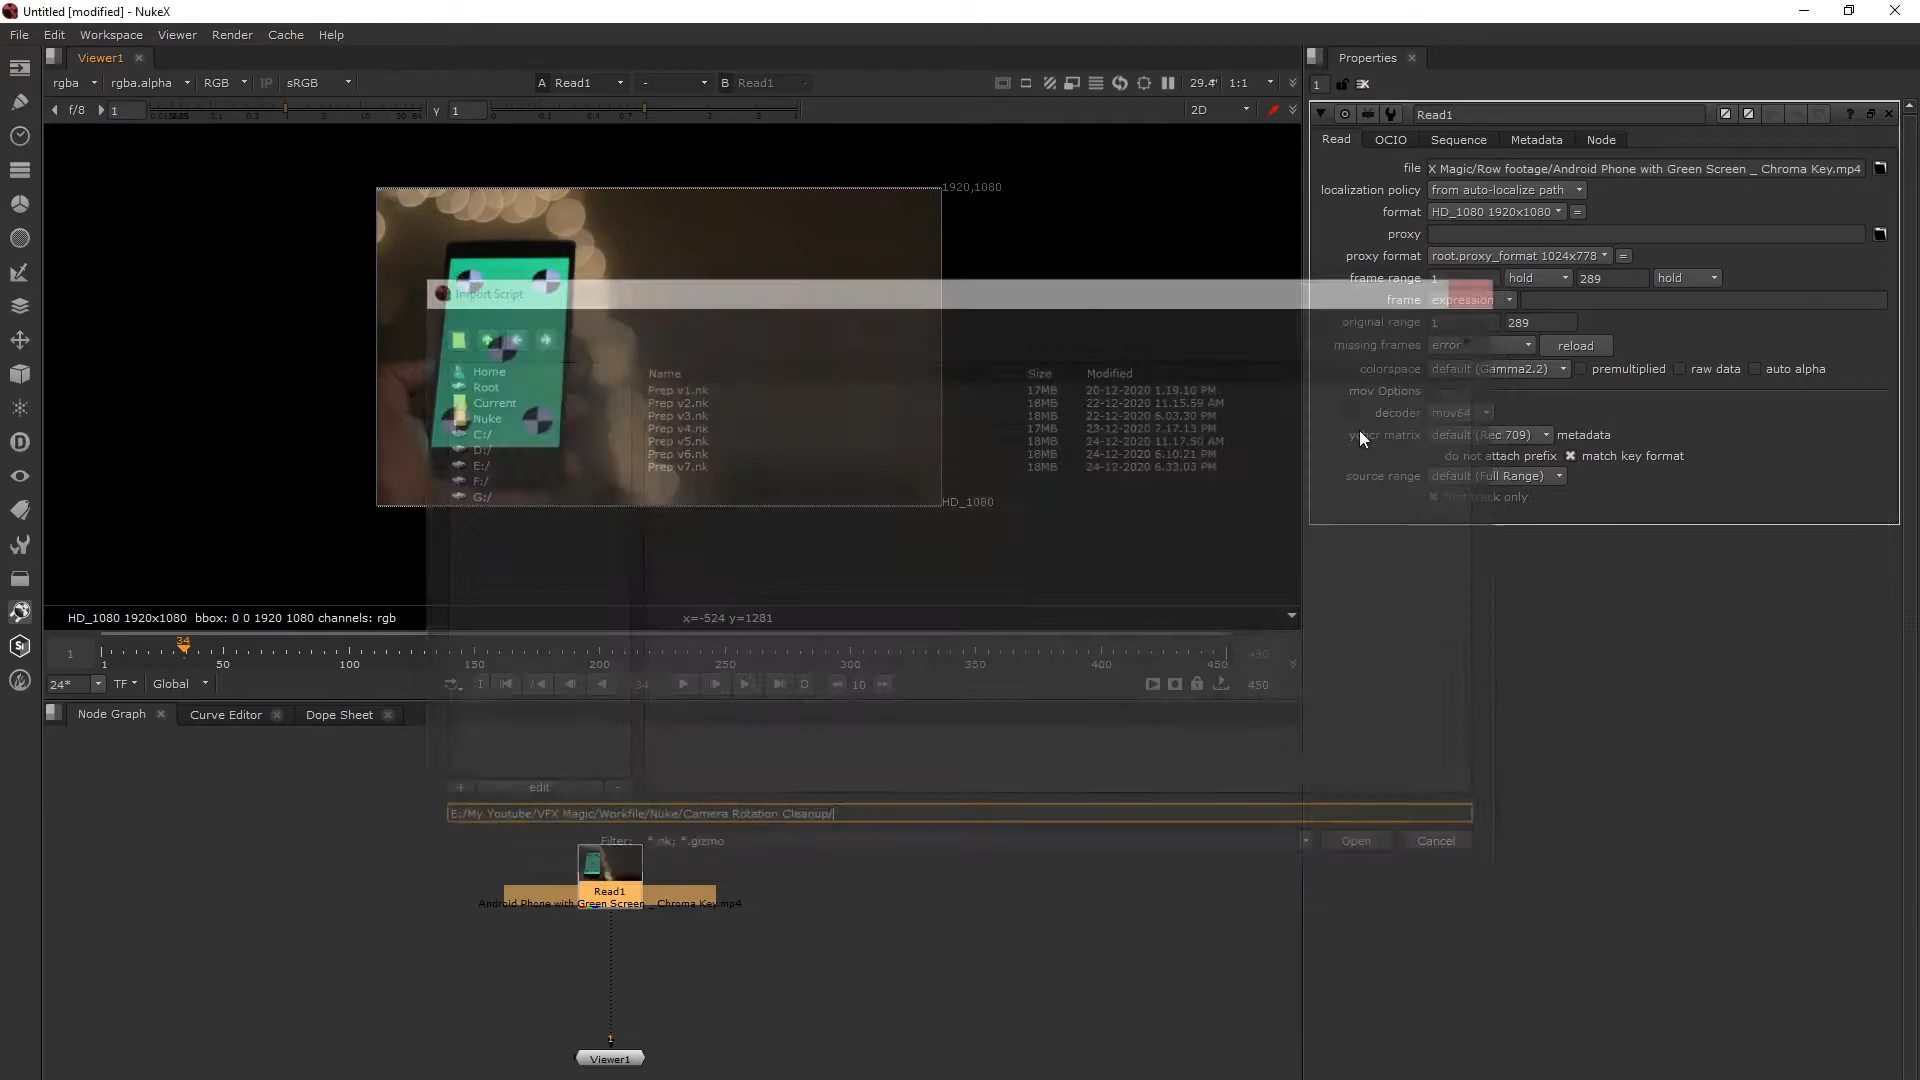 Untitled [modified] - NukeX
File Edit Workspace Viewer Render Cache Help
Viewer1
rgba rgba.alpha RGB IP sRGB A Read1 - B Read1 29.4 1:1
f/8 1 Y 1 2D
1920,1080
HD_1080
Import Script
Home
Root
Current
Nuke
C:/
D:/
E:/
F:/
G:/
Name Size Modified
Prep v1.nk 17MB 20-12-2020 1.19.10 PM
Prep v2.nk 18MB 22-12-2020 11.15.59 AM
Prep v3.nk 18MB 22-12-2020 6.03.30 PM
Prep v4.nk 17MB 23-12-2020 7.17.13 PM
Prep v5.nk 18MB 24-12-2020 11.17.50 AM
Prep v6.nk 18MB 24-12-2020 6.10.21 PM
Prep v7.nk 18MB 24-12-2020 6.33.03 PM
HD_1080 1920x1080 bbox: 0 0 1920 1080 channels: rgb x=-524 y=1281
1 34
1 50 100 150 200 250 300 350 400 450
24* TF Global 34 10 450
Node Graph Curve Editor Dope Sheet
+ edit -
E:/My Youtube/VFX Magic/Workfile/Nuke/Camera Rotation Cleanup/
Filter: *.nk; *.gizmo Open Cancel
Read1
Android Phone with Green Screen _ Chroma Key.mp4
1
Viewer1
Properties
1
Read1
Read OCIO Sequence Metadata Node
file X Magic/Row footage/Android Phone with Green Screen _ Chroma Key.mp4
localization policy from auto-localize path
format HD_1080 1920x1080 =
proxy
proxy format root.proxy_format 1024x778 =
frame range 1 hold 289 hold
frame expression
original range 1 289
missing frames error reload
colorspace default (Gamma2.2) premultiplied raw data auto alpha
mov Options
decoder mov64
ycbcr matrix default (Rec 709) metadata
do not attach prefix match key format
source range default (Full Range)
first track only